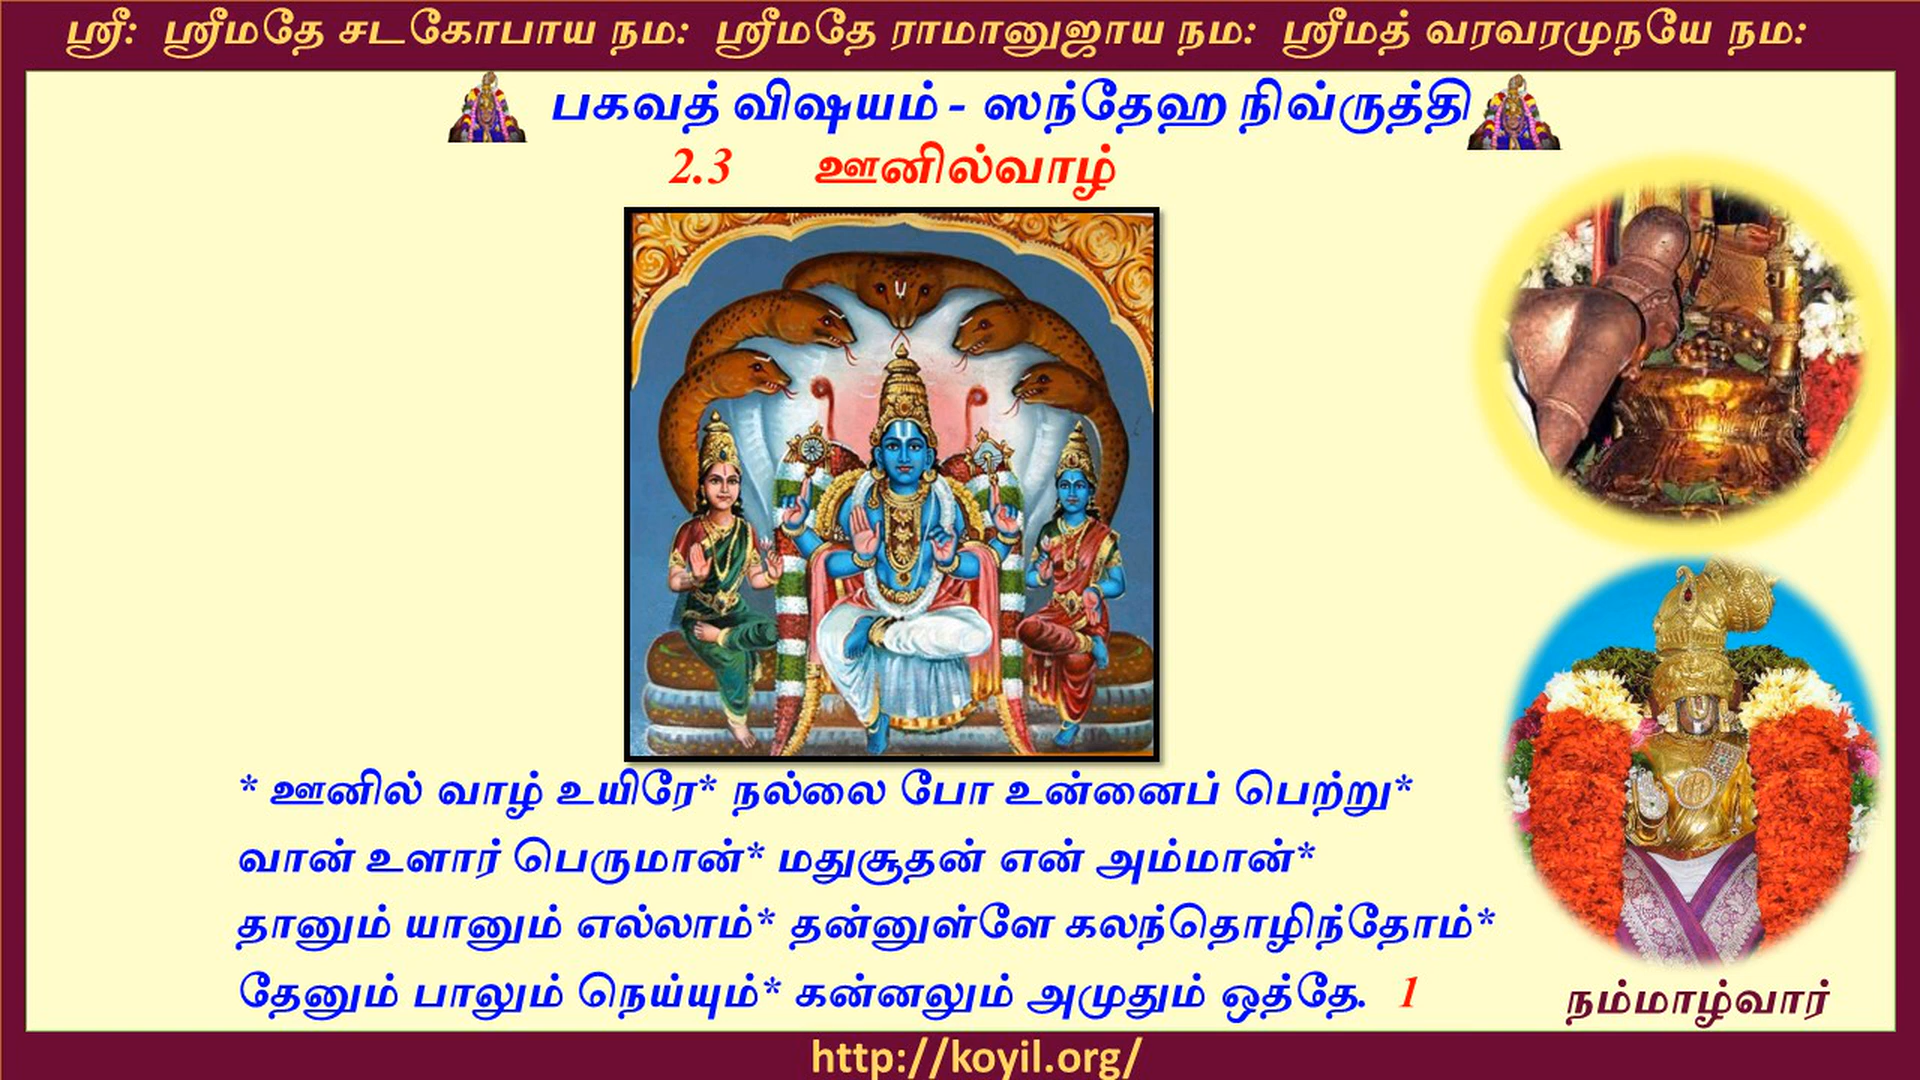 ஸ்ரீ: ஸ்ரீமதே சடகோபாய நம: ஸ்ரீமதே ராமாநுஜாய நம: ஸ்ரீமத் வரவரமுநயே நம:
பகவத் விஷயம் - ஸந்தேஹ நிவ்ருத்தி
2.3 ஊனில்வாழ்
* ஊனில் வாழ் உயிரே* நல்லை போ உன்னைப் பெற்று*
வான் உளார் பெருமான்* மதுசூதன் என் அம்மான்*
தானும் யானும் எல்லாம்* தன்னுள்ளே கலந்தொழிந்தோம்*
தேனும் பாலும் நெய்யும்* கன்னலும் அமுதும் ஒத்தே. 1
நம்மாழ்வார்
http://koyil.org/